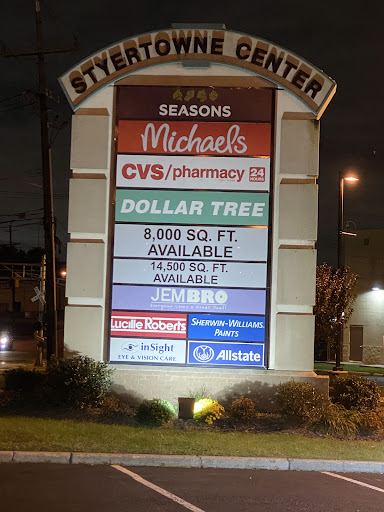 STYERTOWNE CENTER
SEASONS
Michaels
CVS/pharmacy 24 HOURS
DOLLAR TREE
8,000 SQ. FT.
AVAILABLE
14,500 SQ. FT.
AVAILABLE
JEMBRO
Lucille Roberts
SHERWIN-WILLIAMS.
PAINTS
inSight
EYE & VISION CARE
Allstate